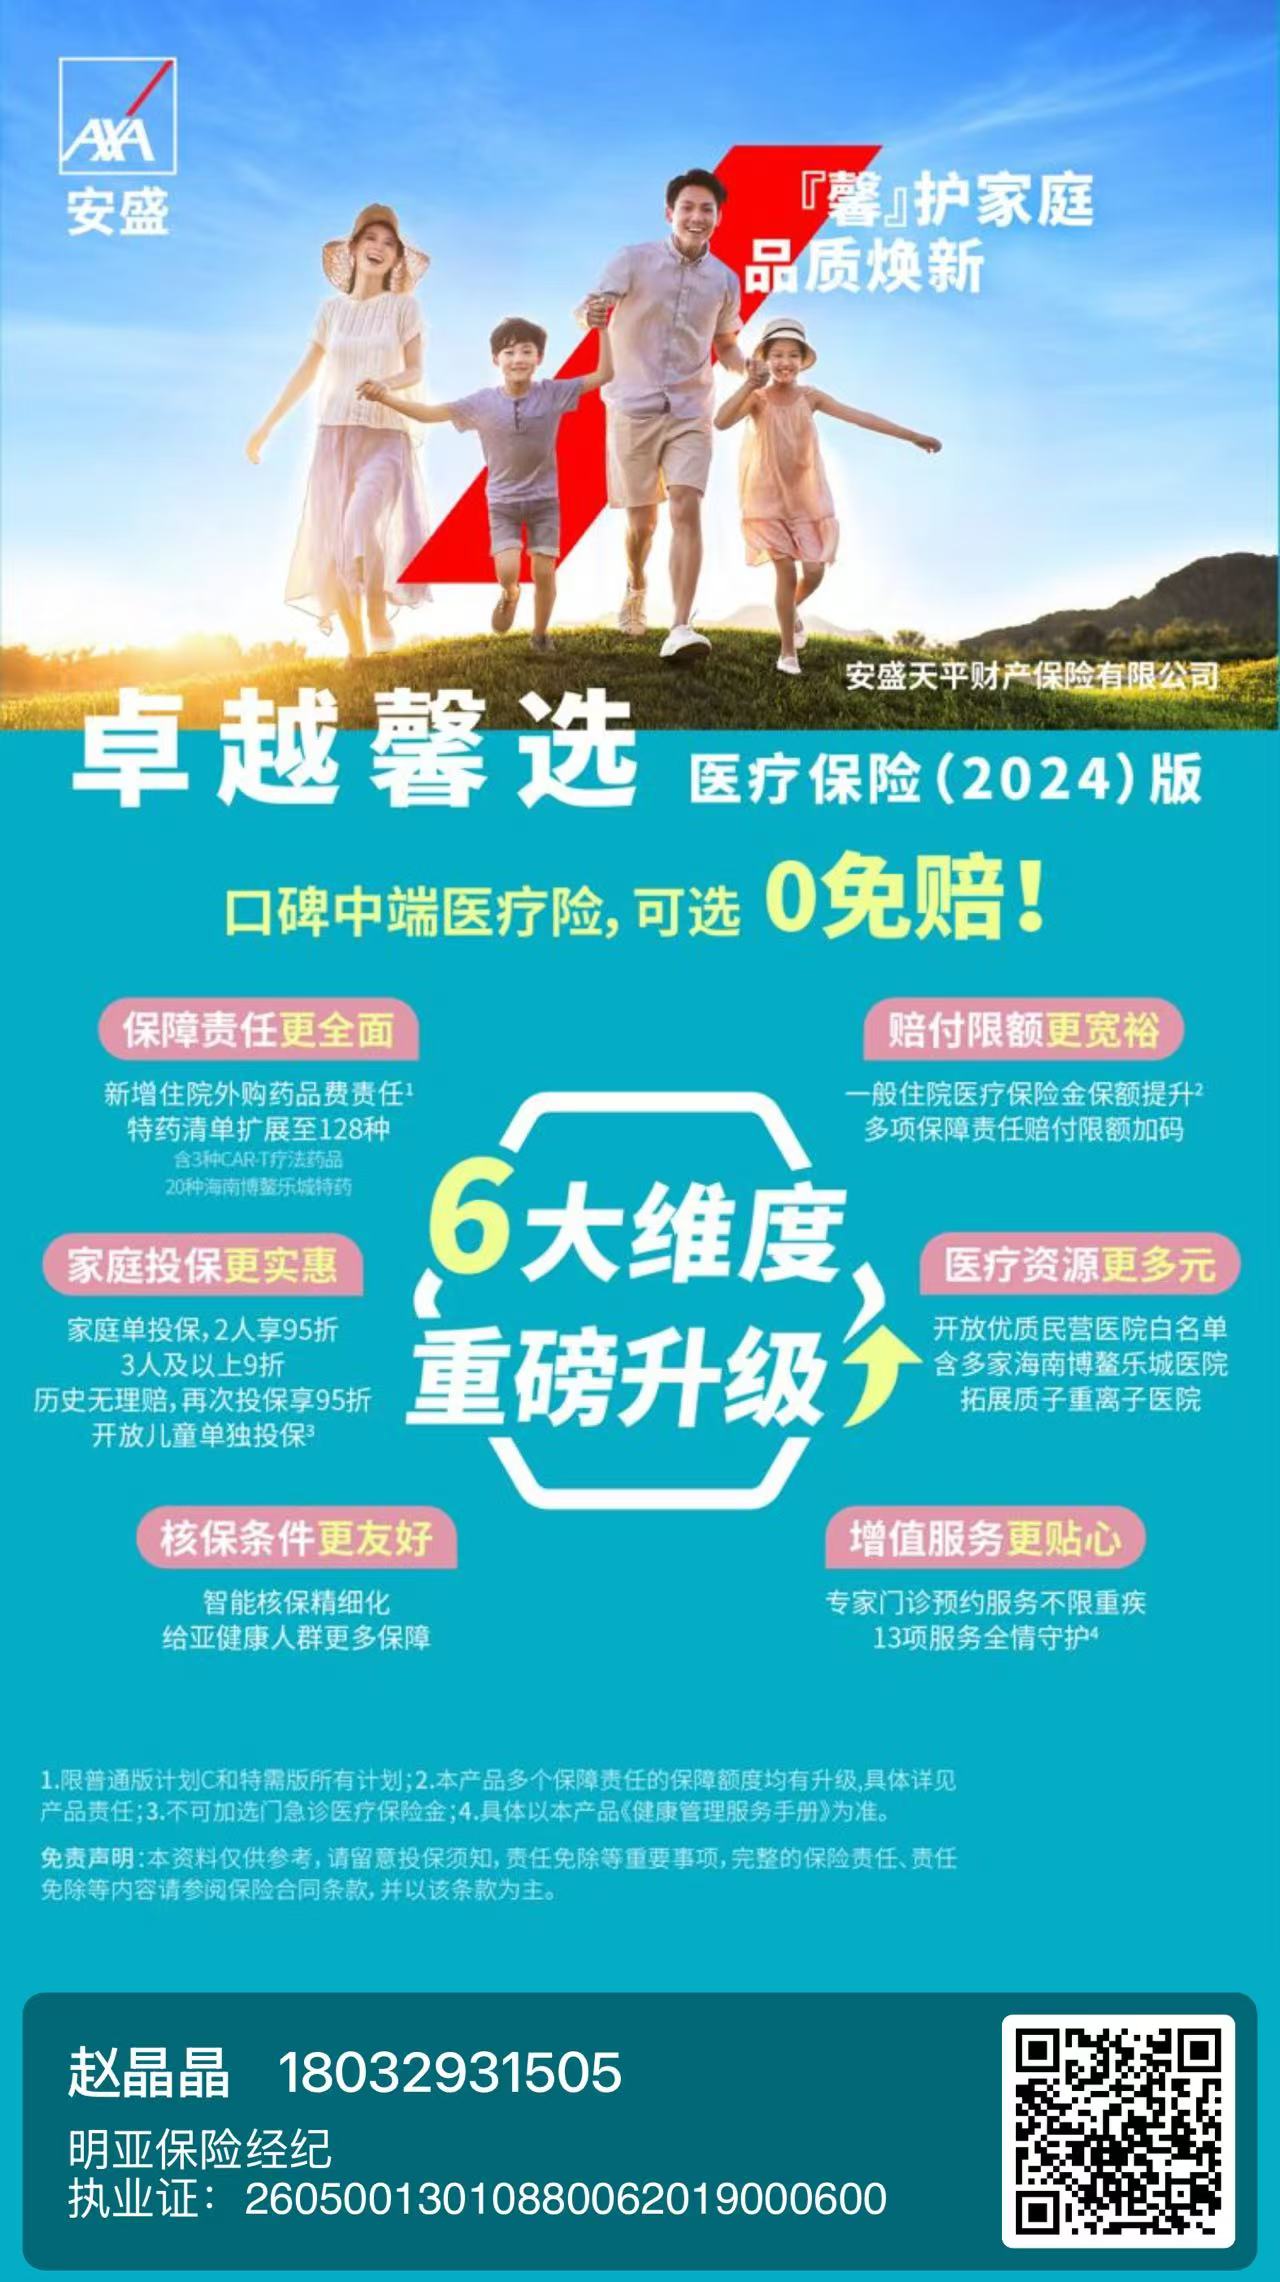 AXA
安盛
『馨』护家庭
品质焕新
安盛天平财产保险有限公司
卓越馨选 医疗保险(2024)版
口碑中端医疗险,可选 0免赔!
保障责任更全面
新增住院外购药品费责任¹
特药清单扩展至128种
含3种CAR-T疗法药品
20种海南博鳌乐城特药
赔付限额更宽裕
一般住院医疗保险金保额提升²
多项保障责任赔付限额加码
6大维度
重磅升级
家庭投保更实惠
家庭单投保,2人享95折
3人及以上9折
历史无理赔,再次投保享95折
开放儿童单独投保³
医疗资源更多元
开放优质民营医院白名单
含多家海南博鳌乐城医院
拓展质子重离子医院
核保条件更友好
智能核保精细化
给亚健康人群更多保障
增值服务更贴心
专家门诊预约服务不限重疾
13项服务全情守护⁴
1.限普通版计划C和特需版所有计划;2.本产品多个保障责任的保障额度均有升级,具体详见
产品责任;3.不可加选门急诊医疗保险金;4.具体以本产品《健康管理服务手册》为准。
免责声明:本资料仅供参考,请留意投保须知,责任免除等重要事项,完整的保险责任、责任
免除等内容请参阅保险合同条款,并以该条款为主。
赵晶晶 18032931505
明亚保险经纪
执业证：26050013010880062019000600